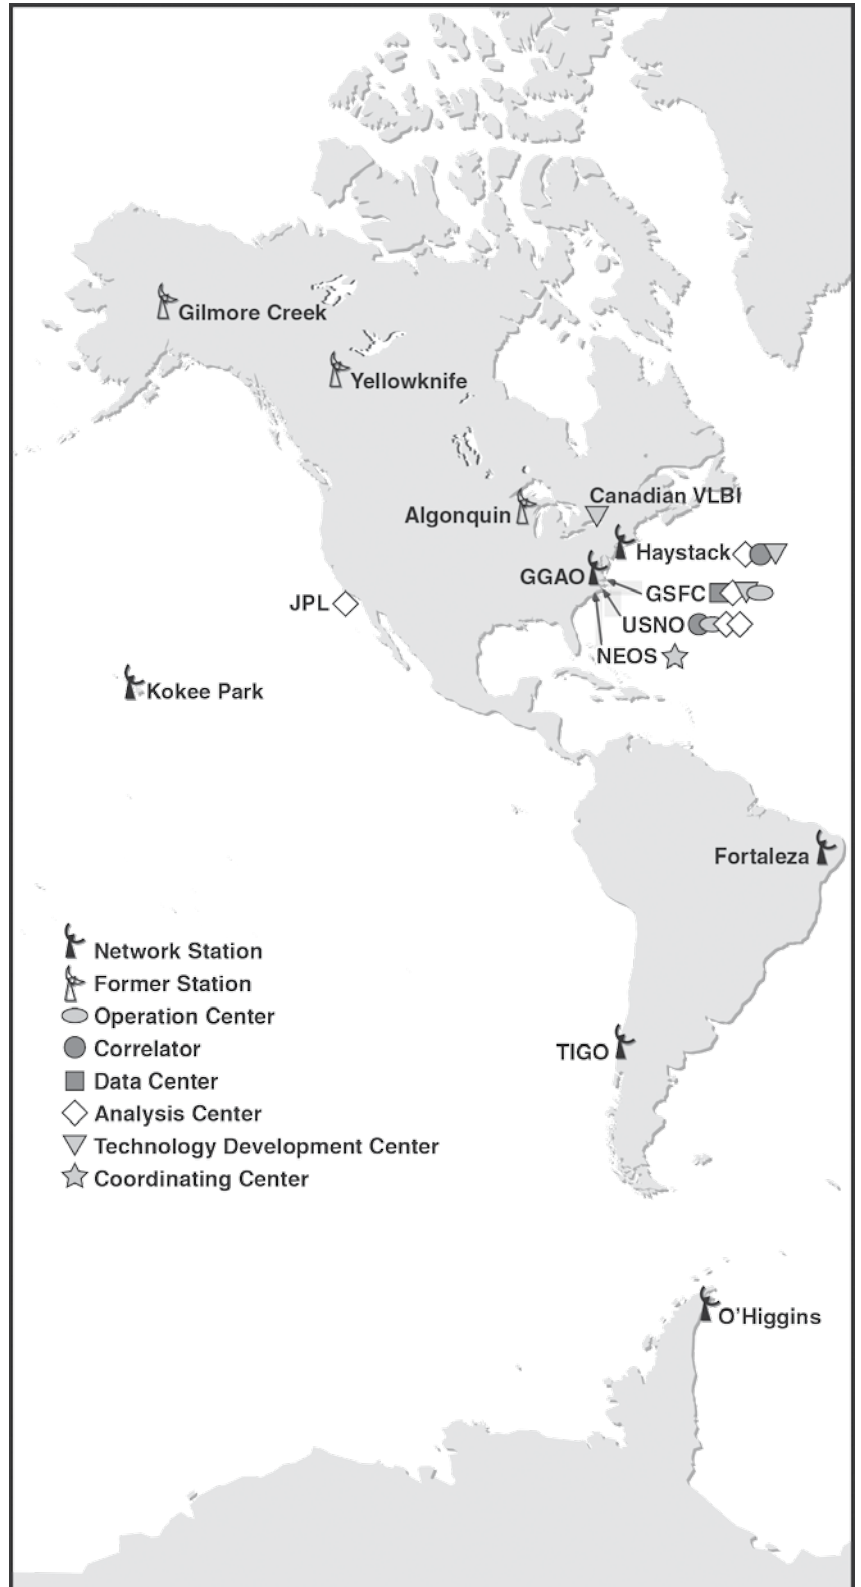 Gilmore Creek
Yellowknife
Canadian VLBI
Algonquin
Haystack
GGAO
GSFC
JPL
USNO
NEOS
Kokee Park
Fortaleza
Network Station
Former Station
Operation Center
Correlator
TIGO
Data Center
Analysis Center
Technology Development Center
Coordinating Center
O'Higgins